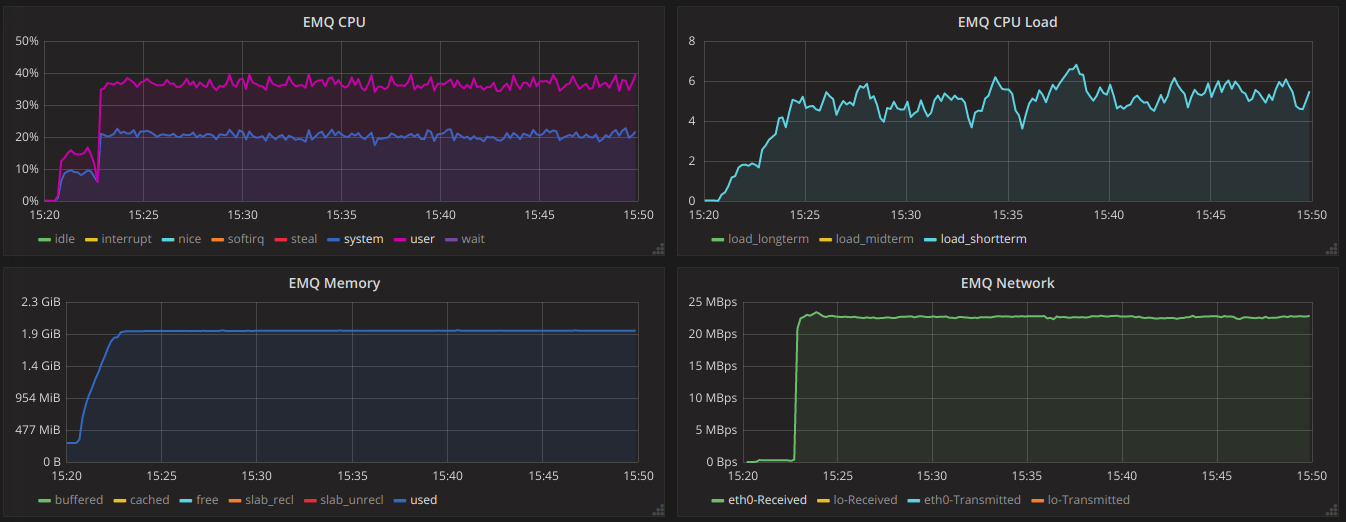 EMQ CPU
50%
40%
30%
20%
10%
0%
15:20 15:25 15:30 15:35 15:40 15:45 15:50
idle interrupt nice softirq steal system user wait
EMQ CPU Load
8
6
4
2
0
15:20 15:25 15:30 15:35 15:40 15:45 15:50
load_longterm load_midterm load_shortterm
EMQ Memory
2.3 GiB
1.9 GiB
1.4 GiB
954 MiB
477 MiB
0 B
15:20 15:25 15:30 15:35 15:40 15:45 15:50
buffered cached free slab_recl slab_unrecl used
EMQ Network
25 MBps
20 MBps
15 MBps
10 MBps
5 MBps
0 Bps
15:20 15:25 15:30 15:35 15:40 15:45 15:50
eth0-Received lo-Received eth0-Transmitted lo-Transmitted